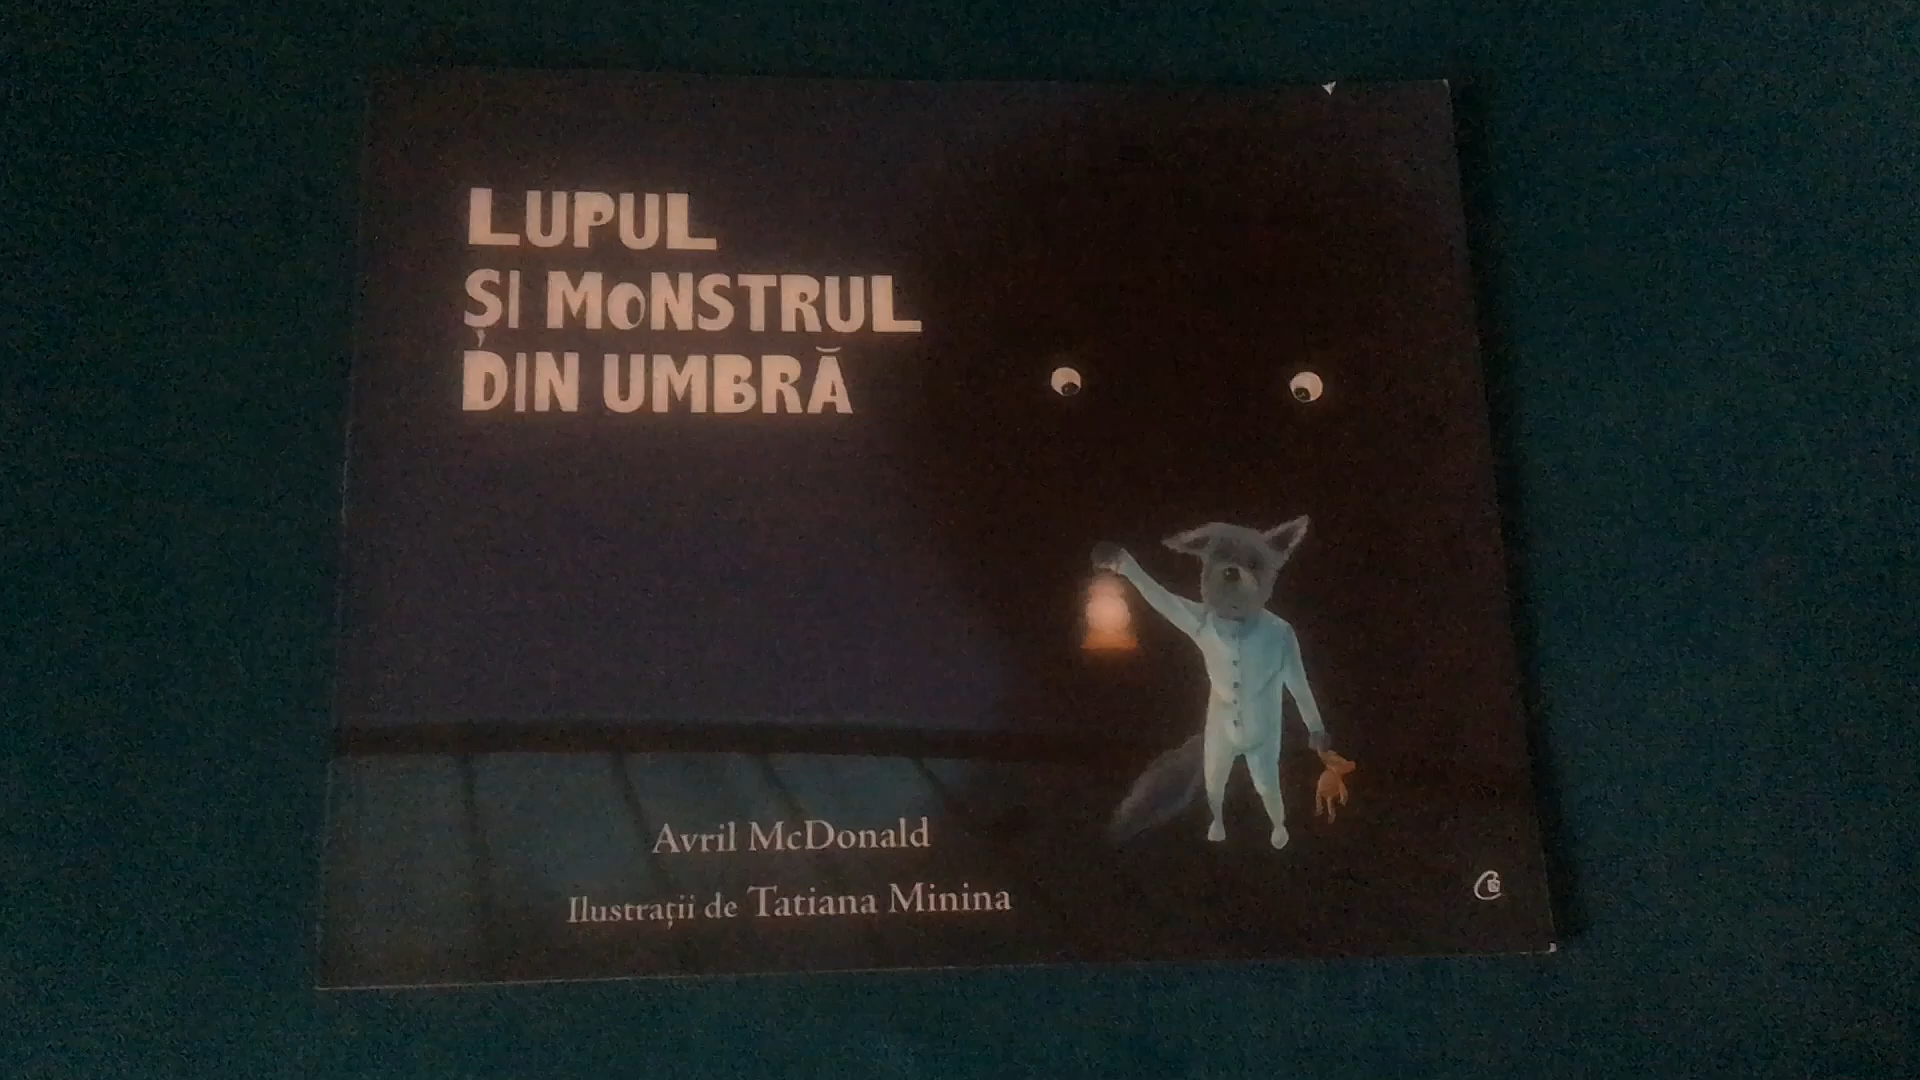 LUPUL
ȘI MONSTRUL
DIN UMBRĂ
Avril McDonald
Ilustrații de Tatiana Minina